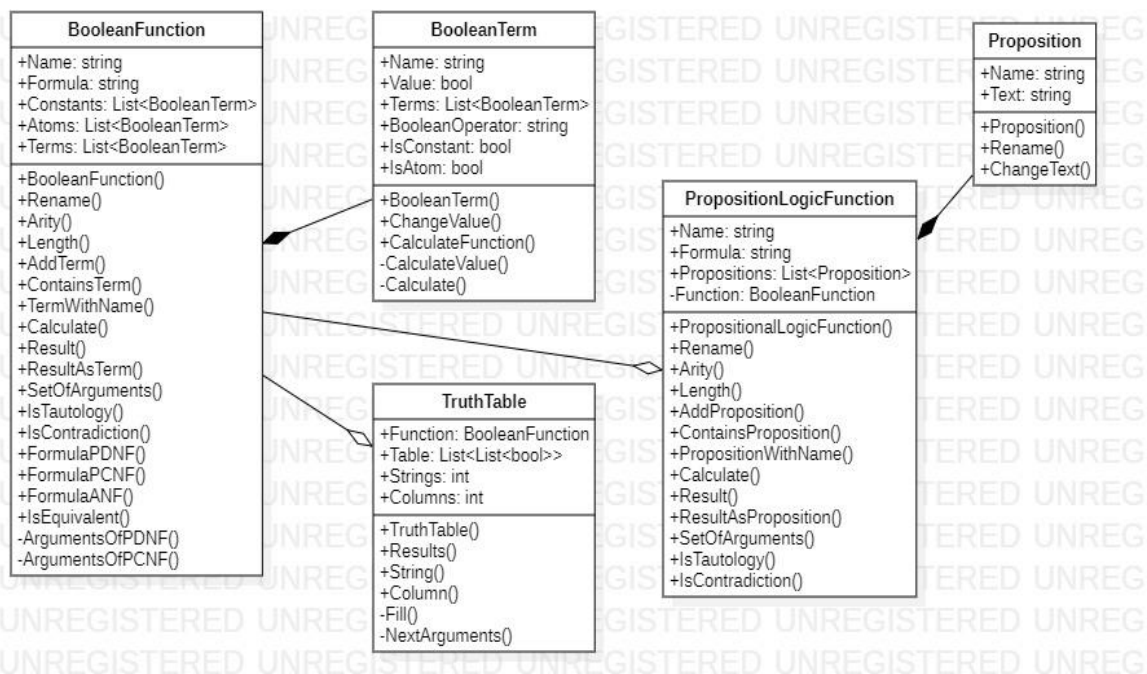 BooleanFunction
+Name: string
+Formula: string
+Constants: List<BooleanTerm>
+Atoms: List<BooleanTerm>
+Terms: List<BooleanTerm>
+BooleanFunction()
+Rename()
+Arity()
+Length()
+AddTerm()
+ContainsTerm()
+TermWithName()
+Calculate()
+Result()
+ResultAsTerm()
+SetOfArguments()
+IsTautology()
+IsContradiction()
+FormulaPDNF()
+FormulaPCNF()
+FormulaANF()
+IsEquivalent()
-ArgumentsOfPDNF()
-ArgumentsOfPCNF()
BooleanTerm
+Name: string
+Value: bool
+Terms: List<BooleanTerm>
+BooleanOperator: string
+IsConstant: bool
+IsAtom: bool
+BooleanTerm()
+ChangeValue()
+CalculateFunction()
-CalculateValue()
-Calculate()
TruthTable
+Function: BooleanFunction
+Table: List<List<bool>>
+Strings: int
+Columns: int
+TruthTable()
+Results()
+String()
+Column()
-Fill()
-NextArguments()
PropositionLogicFunction
+Name: string
+Formula: string
+Propositions: List<Proposition>
-Function: BooleanFunction
+PropositionalLogicFunction()
+Rename()
+Arity()
+Length()
+AddProposition()
+ContainsProposition()
+PropositionWithName()
+Calculate()
+Result()
+ResultAsProposition()
+SetOfArguments()
+IsTautology()
+IsContradiction()
Proposition
+Name: string
+Text: string
+Proposition()
+Rename()
+ChangeText()
UNREGISTERED UNREGISTERED UNREGISTERED UNREGISTERED